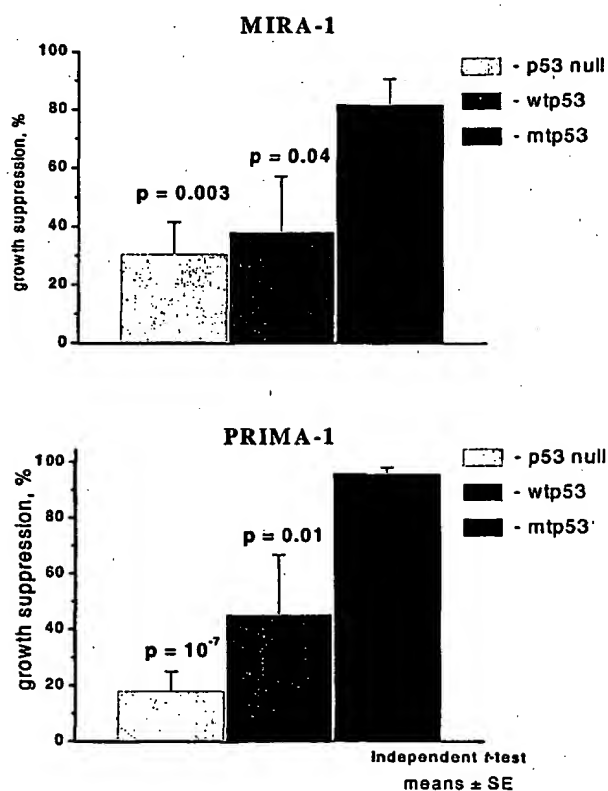 MIRA-1
growth suppression, %
80
60
40
20
0
p = 0.003
p = 0.04
- p53 null
- wtp53
- mtp53
PRIMA-1
growth suppression, %
100
80
60
40
20
0
p = 10⁻⁷
p = 0.01
- p53 null
- wtp53
- mtp53
Independent t-test
means ± SE